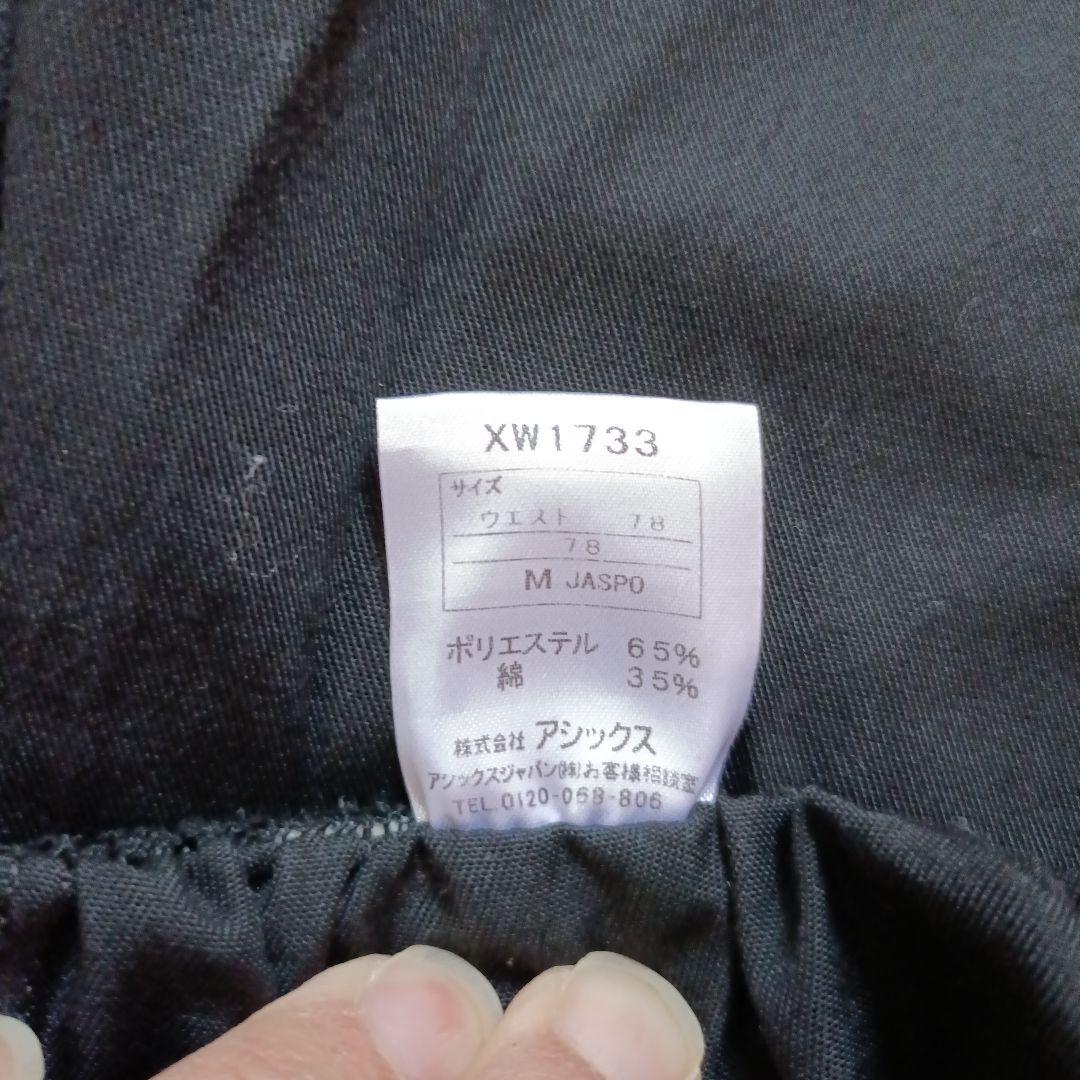 XW1733
サイズ
ウエスト 78
78
M JASPO
ポリエステル 65%
綿 35%
株式会社 アシックス
アシックスジャパン(株)お客様相談室
TEL.0120-068-806